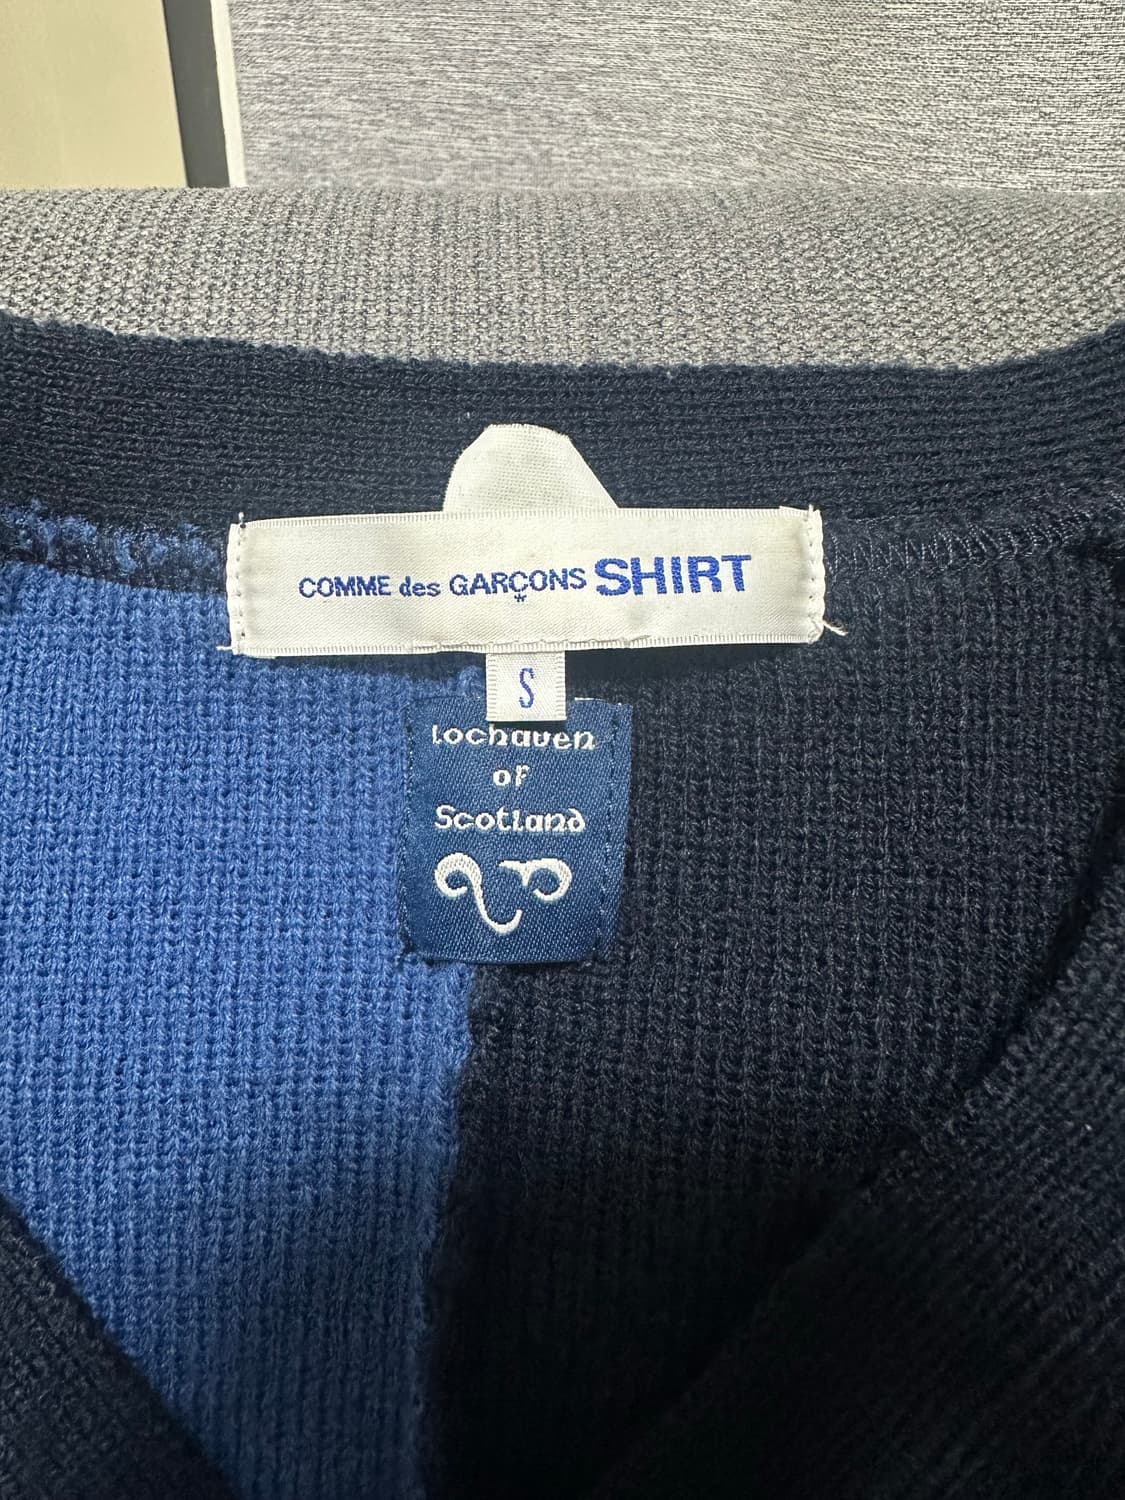 COMME des GARÇONS SHIRT
S
Lochaven
of
Scotland